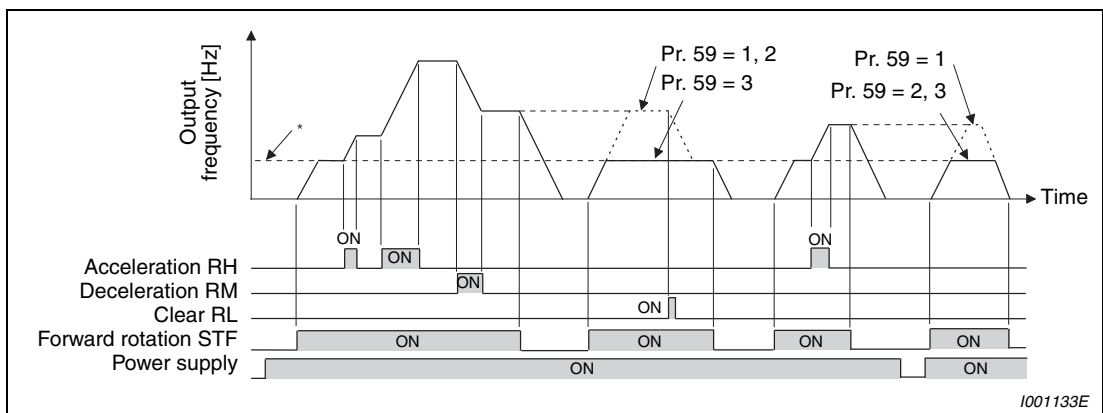 Output
frequency [Hz]
*
Pr. 59 = 1, 2
Pr. 59 = 3
Pr. 59 = 1
Pr. 59 = 2, 3
Time
ON
ON
ON
Acceleration RH
ON
Deceleration RM
ON
Clear RL
Forward rotation STF
ON
ON
ON
ON
Power supply
ON
ON
I001133E